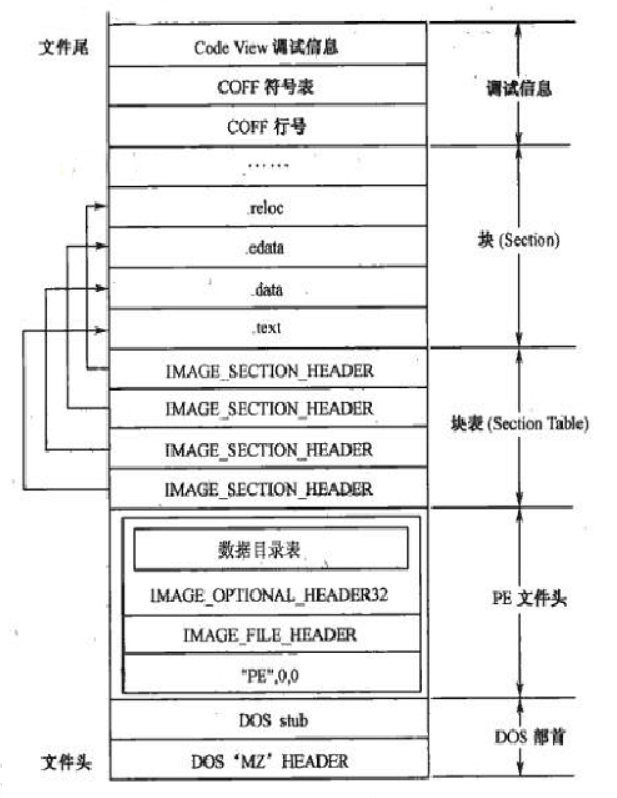 文件尾
Code View 调试信息
COFF 符号表
COFF 行号
调试信息
……
.reloc
.edata
.data
.text
块 (Section)
IMAGE_SECTION_HEADER
IMAGE_SECTION_HEADER
IMAGE_SECTION_HEADER
IMAGE_SECTION_HEADER
块表 (Section Table)
数据目录表
IMAGE_OPTIONAL_HEADER32
IMAGE_FILE_HEADER
"PE",0,0
PE 文件头
DOS stub
DOS 部首
文件头
DOS ‘MZ’ HEADER